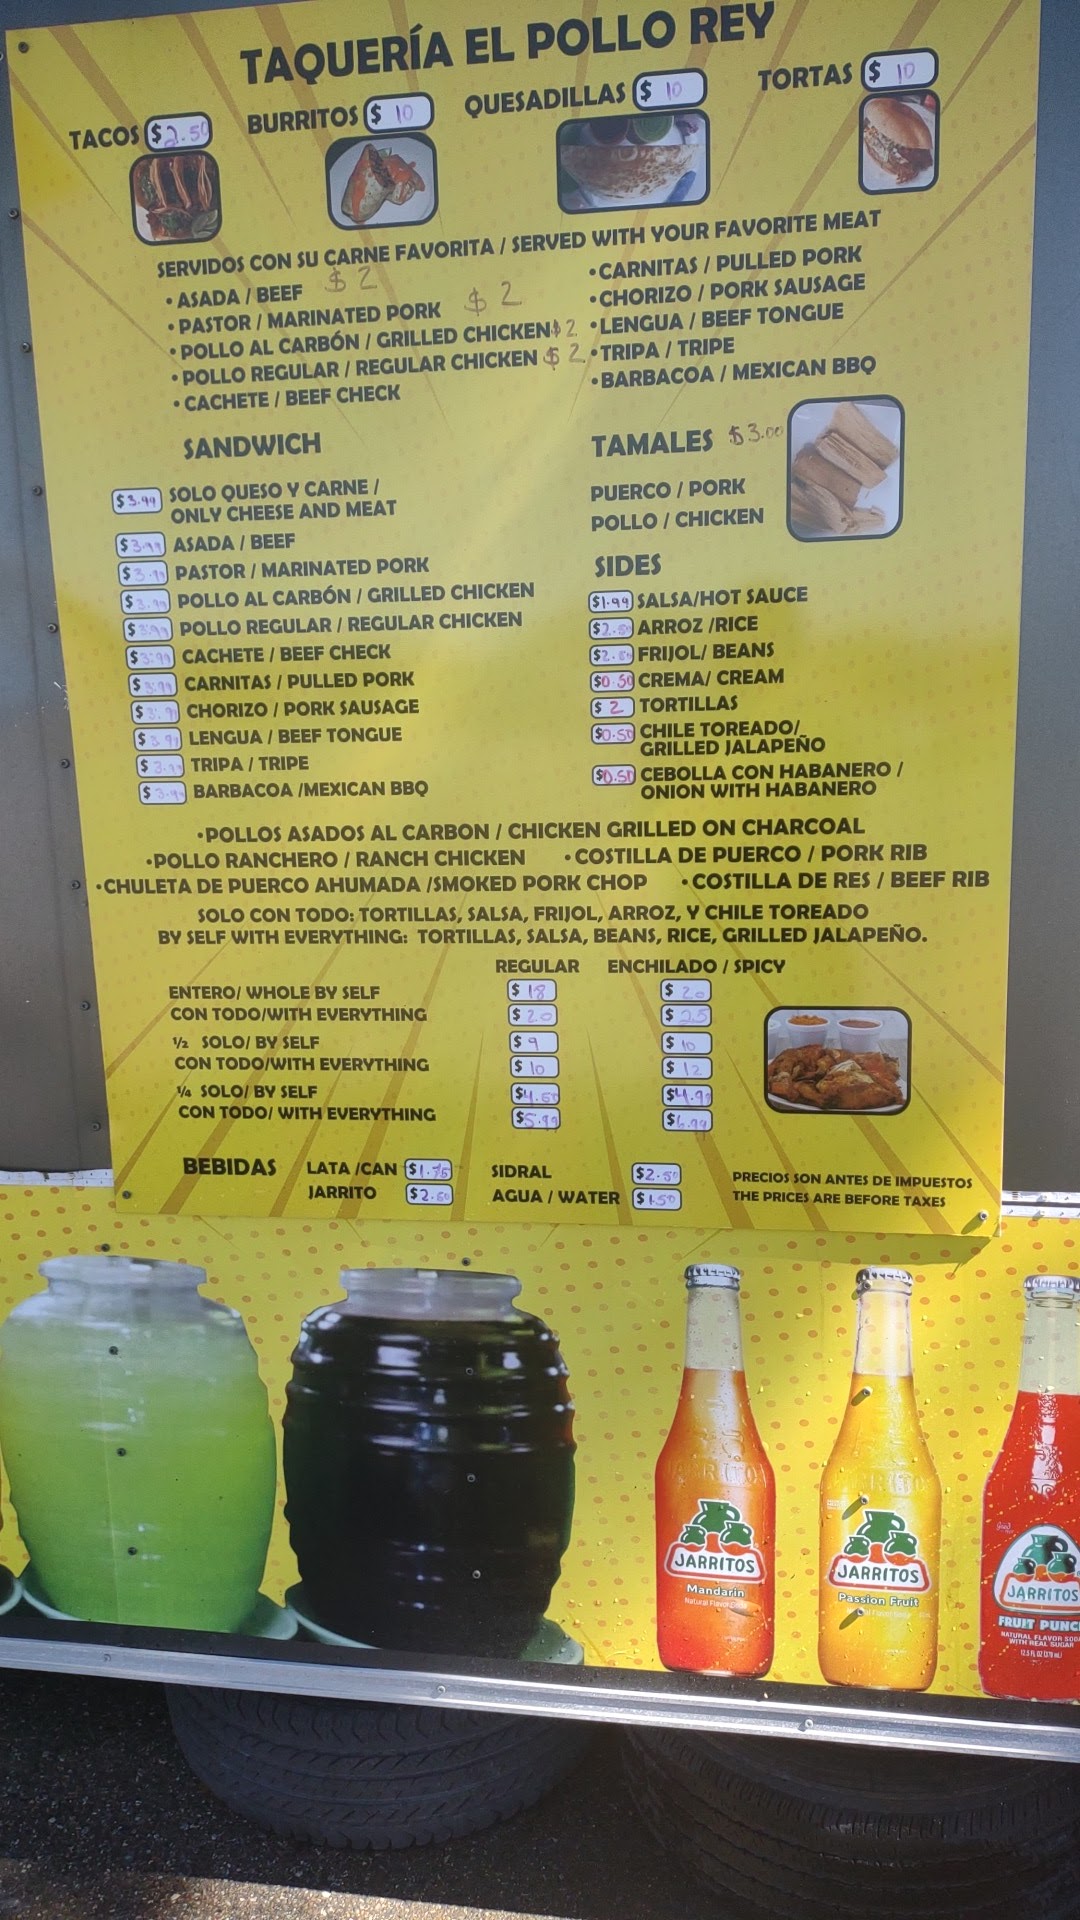 TAQUERÍA EL POLLO REY
TACOS $2.50
BURRITOS $ 10
QUESADILLAS $ 10
TORTAS $ 10
SERVIDOS CON SU CARNE FAVORITA / SERVED WITH YOUR FAVORITE MEAT
• ASADA / BEEF $ 2
• PASTOR / MARINATED PORK $ 2
• POLLO AL CARBÓN / GRILLED CHICKEN $ 2
• POLLO REGULAR / REGULAR CHICKEN $ 2
• CACHETE / BEEF CHECK
• CARNITAS / PULLED PORK
• CHORIZO / PORK SAUSAGE
• LENGUA / BEEF TONGUE
• TRIPA / TRIPE
• BARBACOA / MEXICAN BBQ
SANDWICH
$3.99 SOLO QUESO Y CARNE /
ONLY CHEESE AND MEAT
$3.99 ASADA / BEEF
$3.99 PASTOR / MARINATED PORK
$3.99 POLLO AL CARBÓN / GRILLED CHICKEN
$3.99 POLLO REGULAR / REGULAR CHICKEN
$3.99 CACHETE / BEEF CHECK
$3.99 CARNITAS / PULLED PORK
$3.99 CHORIZO / PORK SAUSAGE
$3.99 LENGUA / BEEF TONGUE
$3.99 TRIPA / TRIPE
$3.99 BARBACOA /MEXICAN BBQ
TAMALES $3.00
PUERCO / PORK
POLLO / CHICKEN
SIDES
$1.99 SALSA/HOT SAUCE
$2.50 ARROZ /RICE
$2.50 FRIJOL/ BEANS
$0.50 CREMA/ CREAM
$ 2 TORTILLAS
$0.50 CHILE TOREADO/
GRILLED JALAPEÑO
$0.50 CEBOLLA CON HABANERO /
ONION WITH HABANERO
•POLLOS ASADOS AL CARBON / CHICKEN GRILLED ON CHARCOAL
•POLLO RANCHERO / RANCH CHICKEN •COSTILLA DE PUERCO / PORK RIB
•CHULETA DE PUERCO AHUMADA /SMOKED PORK CHOP •COSTILLA DE RES / BEEF RIB
SOLO CON TODO: TORTILLAS, SALSA, FRIJOL, ARROZ, Y CHILE TOREADO
BY SELF WITH EVERYTHING: TORTILLAS, SALSA, BEANS, RICE, GRILLED JALAPEÑO.
REGULAR ENCHILADO / SPICY
ENTERO/ WHOLE BY SELF $ 18 $ 20
CON TODO/WITH EVERYTHING $ 20 $ 25
1/2 SOLO/ BY SELF $ 9 $ 10
CON TODO/WITH EVERYTHING $ 10 $ 12
1/4 SOLO/ BY SELF $4.50 $4.99
CON TODO/ WITH EVERYTHING $5.99 $6.99
BEBIDAS LATA /CAN $1.75
JARRITO $2.50
SIDRAL $2.50
AGUA / WATER $1.50
PRECIOS SON ANTES DE IMPUESTOS
THE PRICES ARE BEFORE TAXES
JARRITOS
JARRITOS
Mandarin
JARRITOS
JARRITOS
Passion Fruit
JARRITOS
FRUIT PUNC
NATURAL FLAVOR SOD
WITH REAL SUGAR